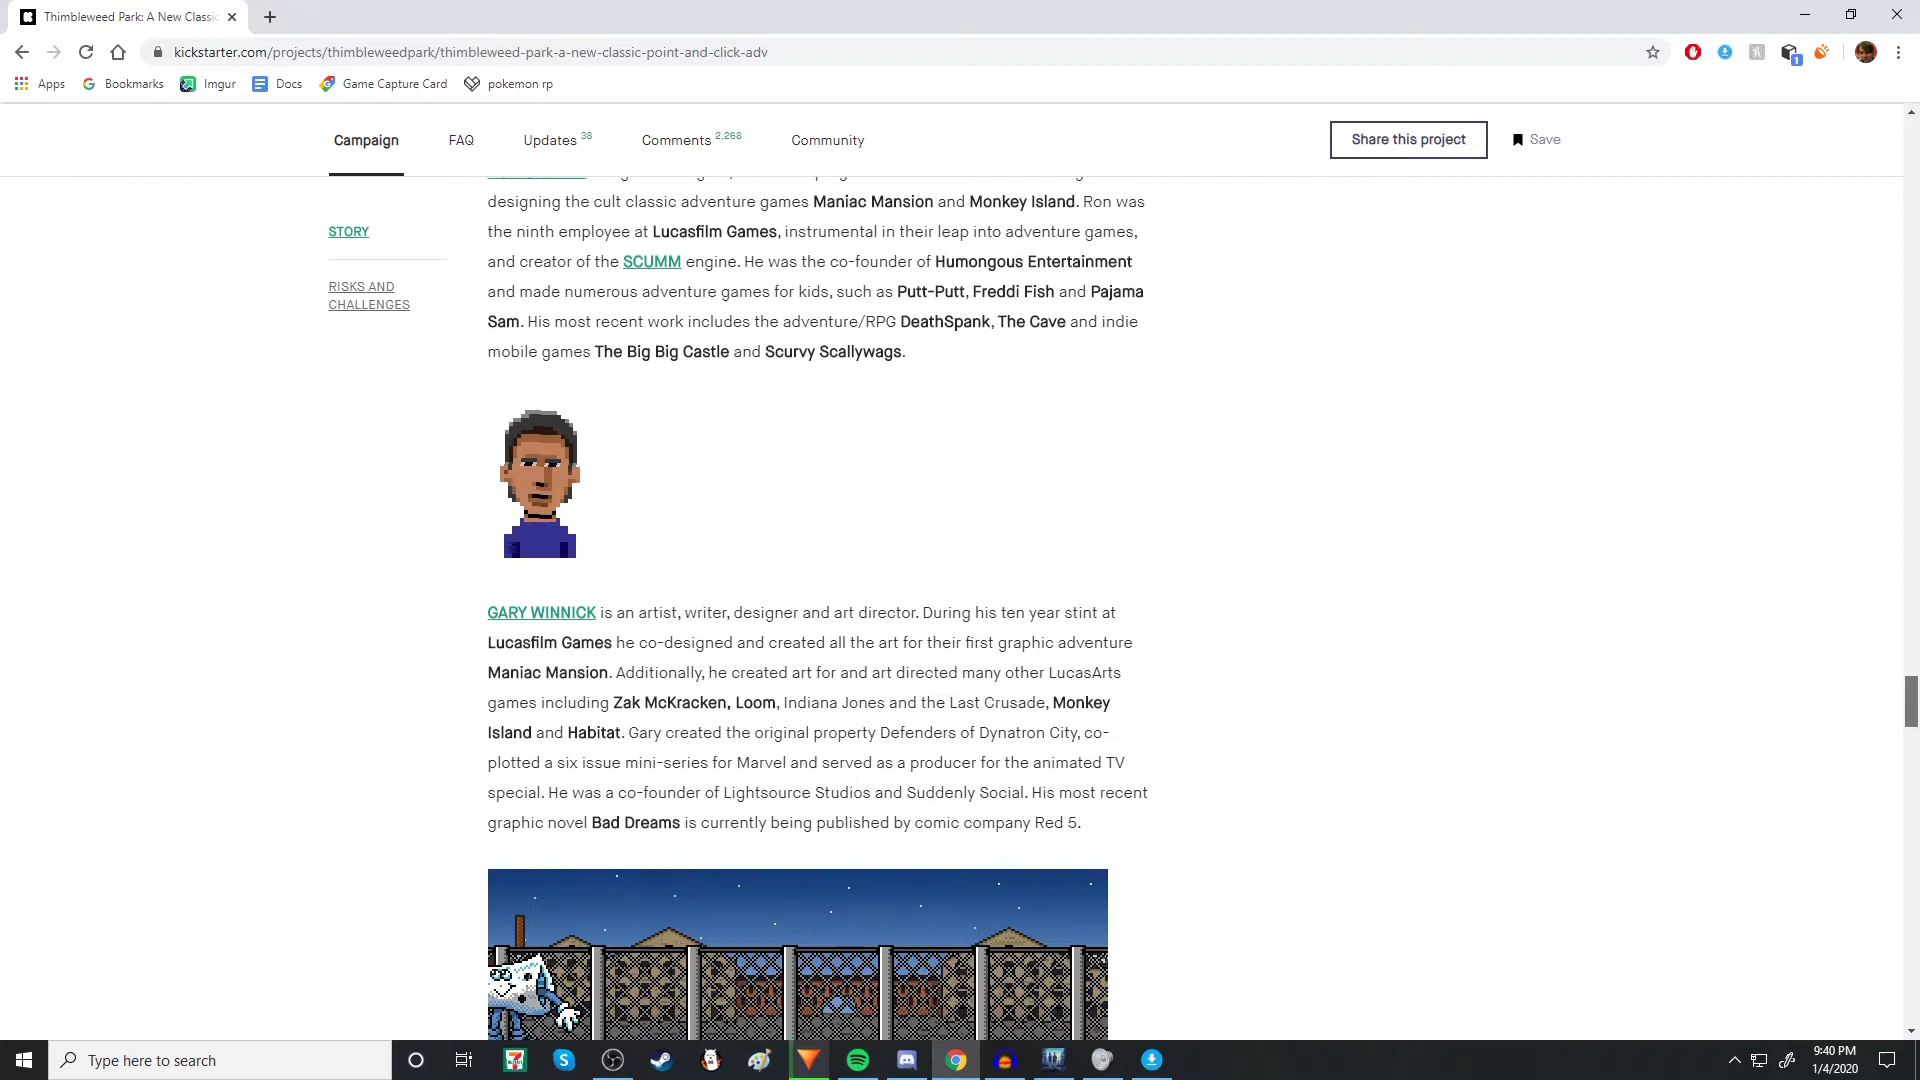 Thimbleweed Park: A New Classic
kickstarter.com/projects/thimbleweedpark/thimbleweed-park-a-new-classic-point-and-click-adv
1
Apps Bookmarks Imgur Docs Game Capture Card pokemon rp
Campaign FAQ Updates 38 Comments 2,268 Community Share this project Save
designing the cult classic adventure games Maniac Mansion and Monkey Island. Ron was
STORY
the ninth employee at Lucasfilm Games, instrumental in their leap into adventure games,
and creator of the SCUMM engine. He was the co-founder of Humongous Entertainment
RISKS AND
CHALLENGES
and made numerous adventure games for kids, such as Putt-Putt, Freddi Fish and Pajama
Sam. His most recent work includes the adventure/RPG DeathSpank, The Cave and indie
mobile games The Big Big Castle and Scurvy Scallywags.
GARY WINNICK is an artist, writer, designer and art director. During his ten year stint at
Lucasfilm Games he co-designed and created all the art for their first graphic adventure
Maniac Mansion. Additionally, he created art for and art directed many other LucasArts
games including Zak McKracken, Loom, Indiana Jones and the Last Crusade, Monkey
Island and Habitat. Gary created the original property Defenders of Dynatron City, co-
plotted a six issue mini-series for Marvel and served as a producer for the animated TV
special. He was a co-founder of Lightsource Studios and Suddenly Social. His most recent
graphic novel Bad Dreams is currently being published by comic company Red 5.
Type here to search
9:40 PM
1/4/2020